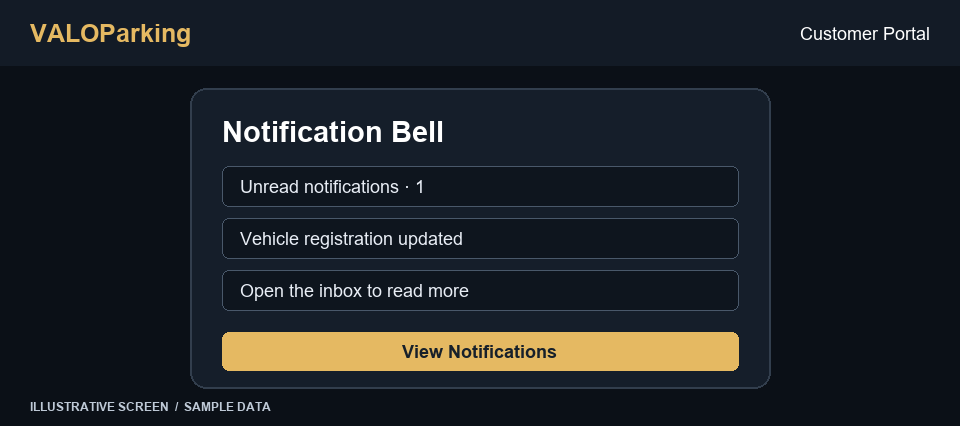 VALOParking
Customer Portal
Notification Bell
Unread notifications · 1
Vehicle registration updated
Open the inbox to read more
View Notifications
ILLUSTRATIVE SCREEN / SAMPLE DATA